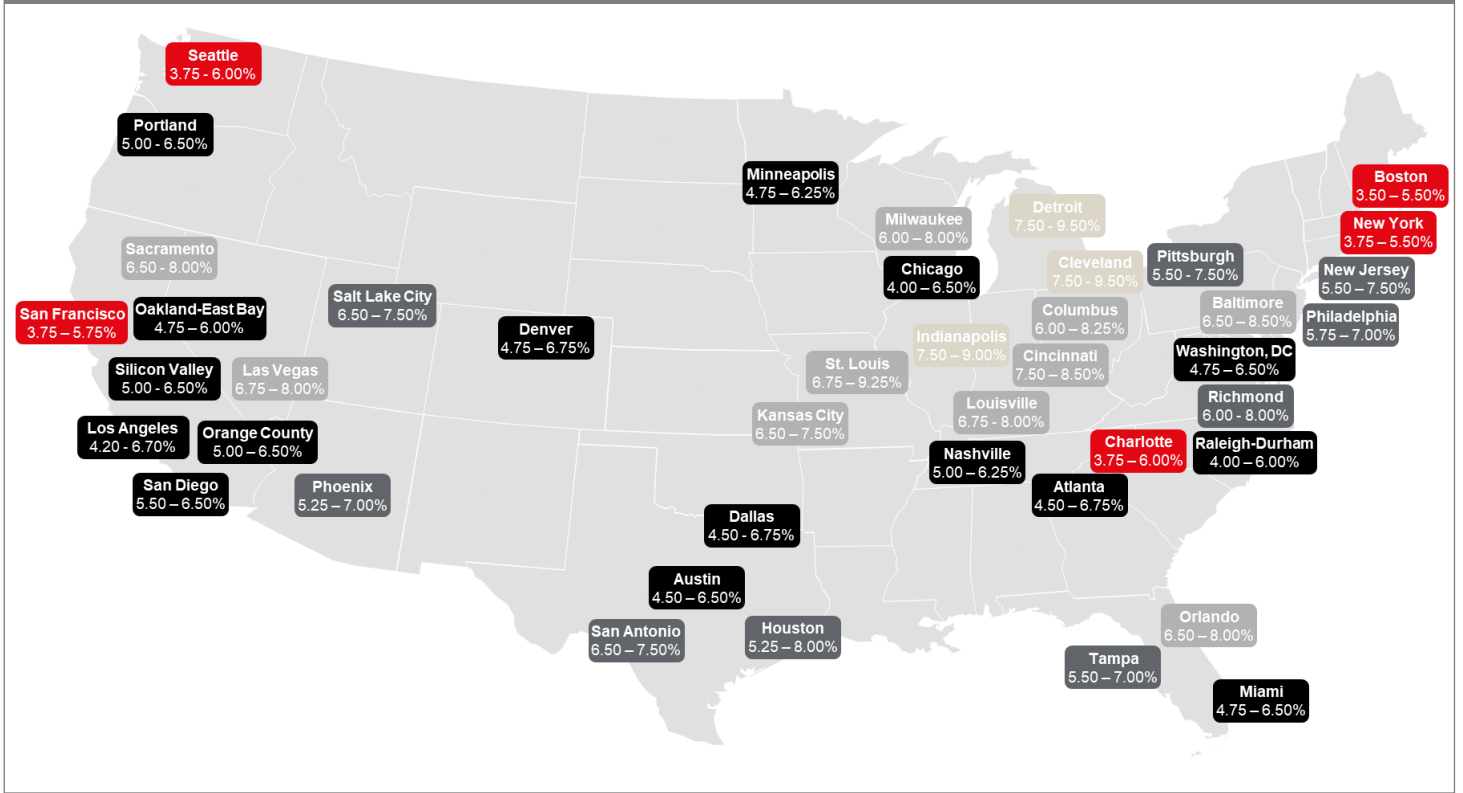 Seattle
3.75 - 6.00%
Portland
5.00 - 6.50%
Minneapolis
4.75 – 6.25%
Boston
3.50 – 5.50%
Detroit
7.50 - 9.50%
Milwaukee
6.00 – 8.00%
New York
3.75 – 5.50%
Sacramento
6.50 - 8.00%
Chicago
4.00 – 6.50%
Cleveland
7.50 - 9.50%
Pittsburgh
5.50 - 7.50%
New Jersey
5.50 – 7.50%
San Francisco
3.75 – 5.75%
Oakland-East Bay
4.75 – 6.00%
Salt Lake City
6.50 – 7.50%
Denver
4.75 – 6.75%
Columbus
6.00 – 8.25%
Baltimore
6.50 – 8.50%
Philadelphia
5.75 – 7.00%
Indianapolis
7.50 – 9.00%
Silicon Valley
5.00 - 6.50%
Las Vegas
6.75 – 8.00%
St. Louis
6.75 – 9.25%
Cincinnati
7.50 – 8.50%
Washington, DC
4.75 – 6.50%
Richmond
6.00 - 8.00%
Los Angeles
4.20 - 6.70%
Orange County
5.00 – 6.50%
Kansas City
6.50 – 7.50%
Louisville
6.75 - 8.00%
Nashville
5.00 – 6.25%
Charlotte
3.75 – 6.00%
Raleigh-Durham
4.00 – 6.00%
San Diego
5.50 – 6.50%
Phoenix
5.25 – 7.00%
Atlanta
4.50 – 6.75%
Dallas
4.50 - 6.75%
Austin
4.50 – 6.50%
San Antonio
6.50 – 7.50%
Houston
5.25 – 8.00%
Orlando
6.50 – 8.00%
Tampa
5.50 – 7.00%
Miami
4.75 – 6.50%